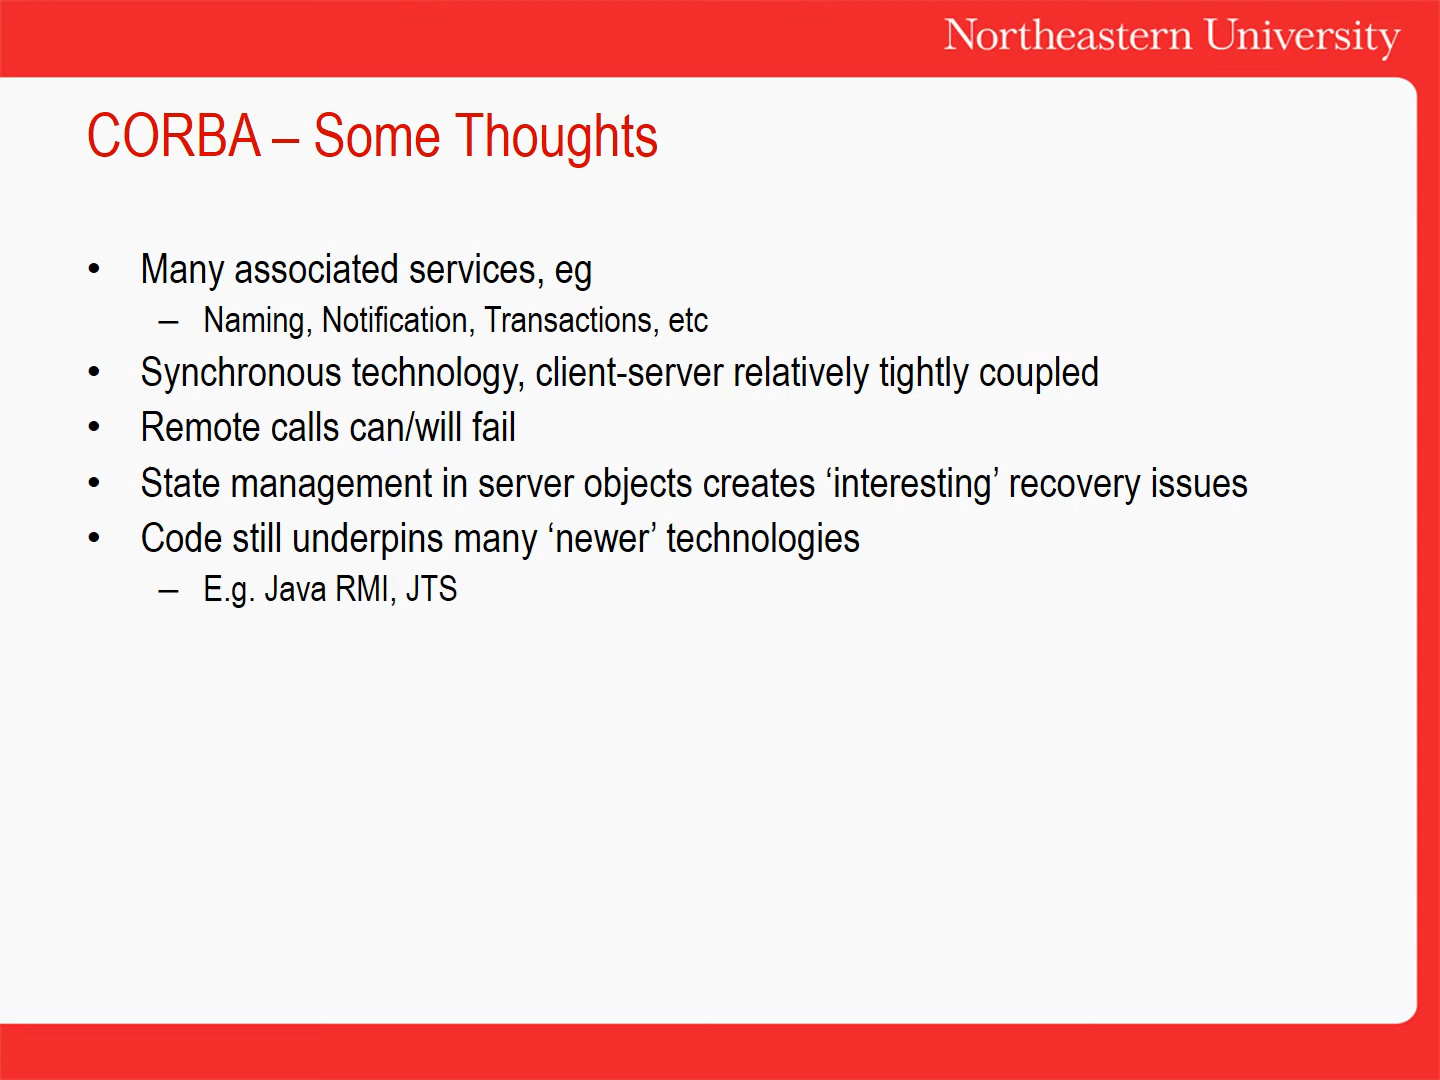 Northeastern University
CORBA – Some Thoughts
• Many associated services, eg
– Naming, Notification, Transactions, etc
• Synchronous technology, client-server relatively tightly coupled
• Remote calls can/will fail
• State management in server objects creates ‘interesting’ recovery issues
• Code still underpins many ‘newer’ technologies
– E.g. Java RMI, JTS